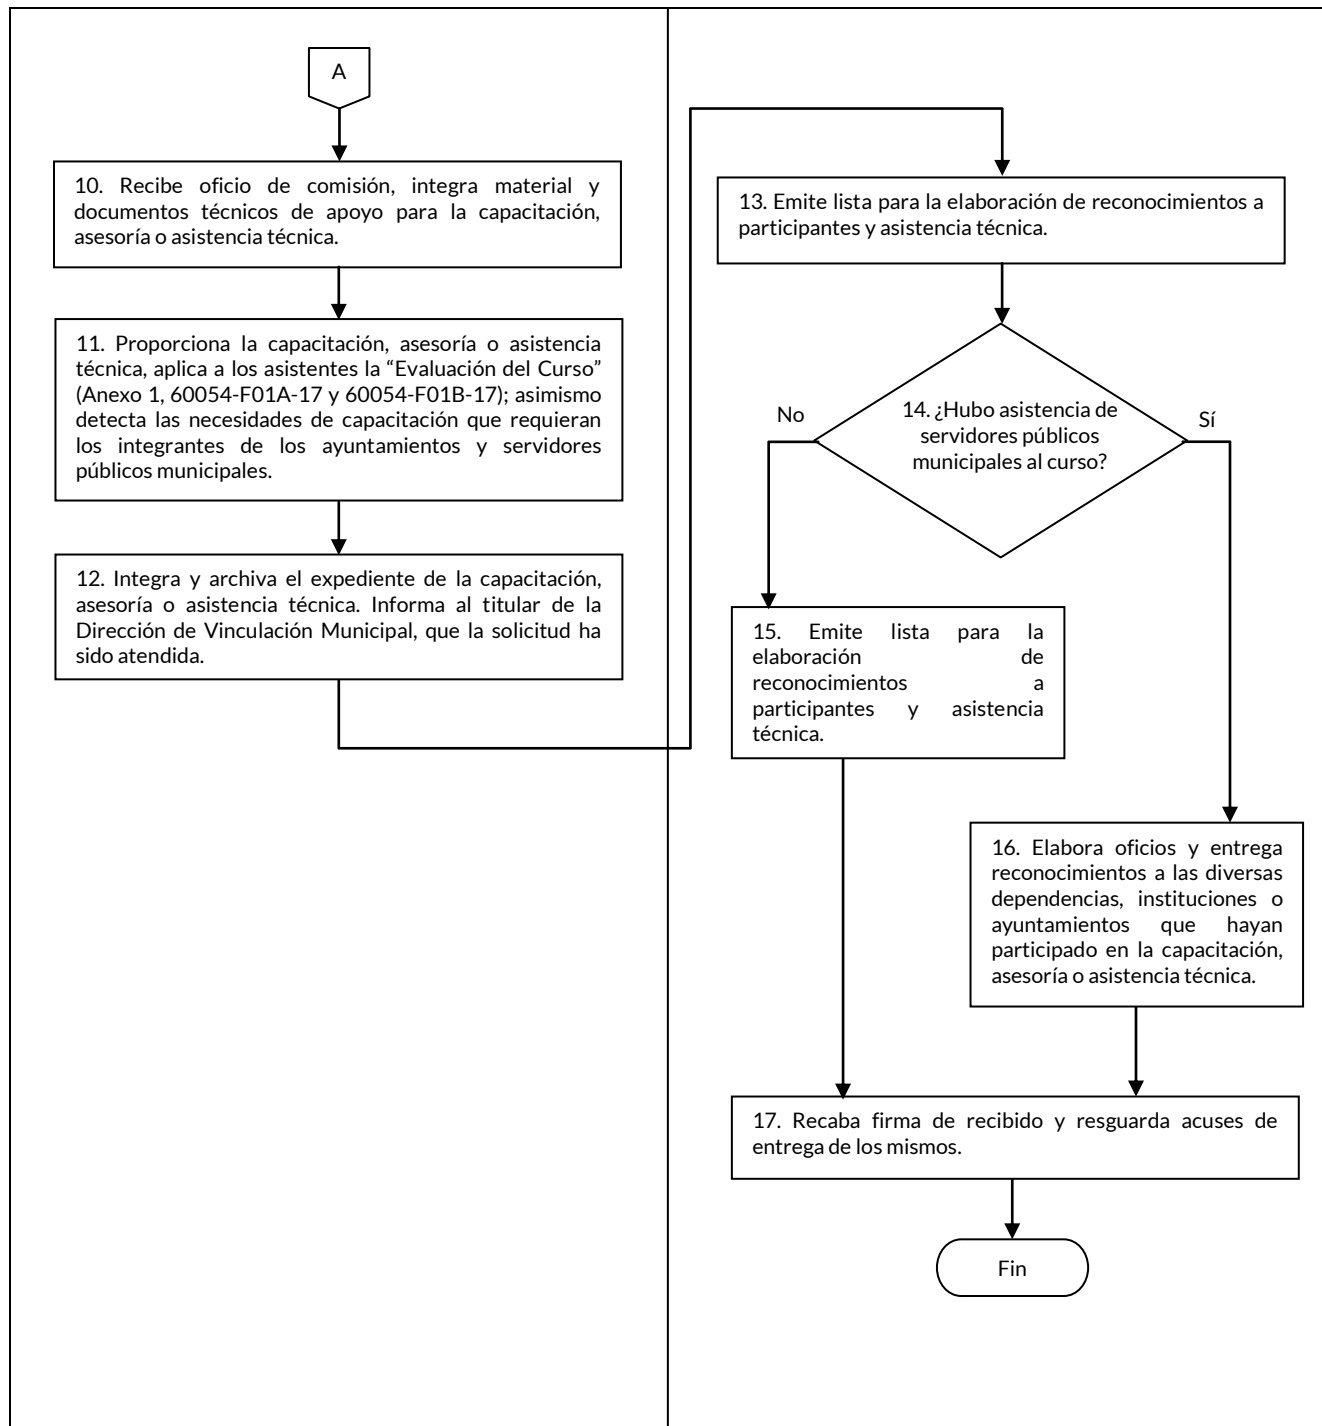 A
10. Recibe oficio de comisión, integra material y
documentos técnicos de apoyo para la capacitación,
asesoría o asistencia técnica.
11. Proporciona la capacitación, asesoría o asistencia
técnica, aplica a los asistentes la “Evaluación del Curso”
(Anexo 1, 60054-F01A-17 y 60054-F01B-17); asimismo
detecta las necesidades de capacitación que requieran
los integrantes de los ayuntamientos y servidores
públicos municipales.
12. Integra y archiva el expediente de la capacitación,
asesoría o asistencia técnica. Informa al titular de la
Dirección de Vinculación Municipal, que la solicitud ha
sido atendida.
13. Emite lista para la elaboración de reconocimientos a
participantes y asistencia técnica.
14. ¿Hubo asistencia de
servidores públicos
municipales al curso?
No
Sí
15. Emite lista para la
elaboración de
reconocimientos a
participantes y asistencia
técnica.
16. Elabora oficios y entrega
reconocimientos a las diversas
dependencias, instituciones o
ayuntamientos que hayan
participado en la capacitación,
asesoría o asistencia técnica.
17. Recaba firma de recibido y resguarda acuses de
entrega de los mismos.
Fin